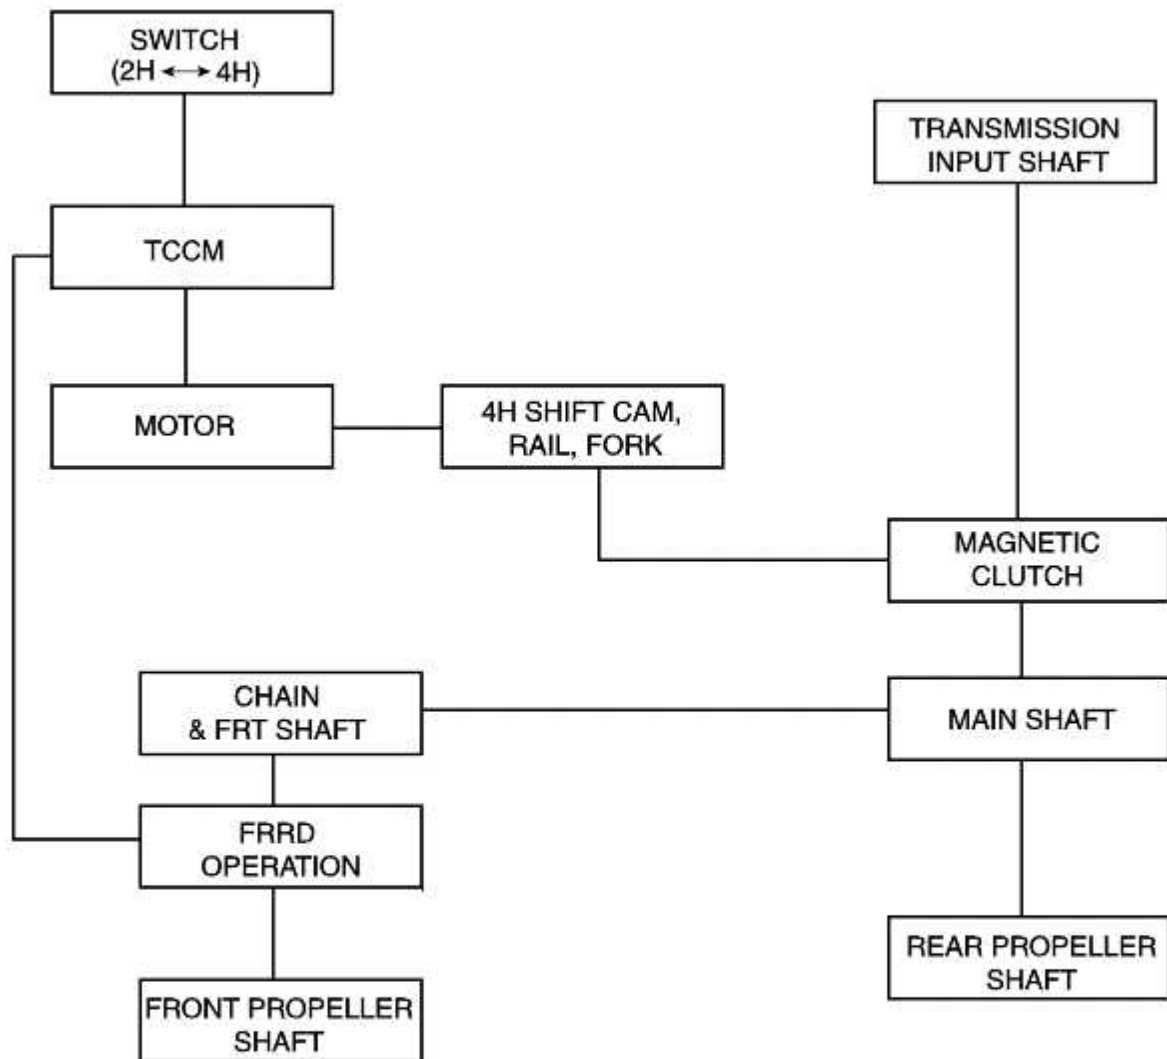 SWITCH
(2H ←→ 4H)
TRANSMISSION
INPUT SHAFT
TCCM
MOTOR
4H SHIFT CAM,
RAIL, FORK
MAGNETIC
CLUTCH
CHAIN
& FRT SHAFT
MAIN SHAFT
FRRD
OPERATION
REAR PROPELLER
SHAFT
FRONT PROPELLER
SHAFT